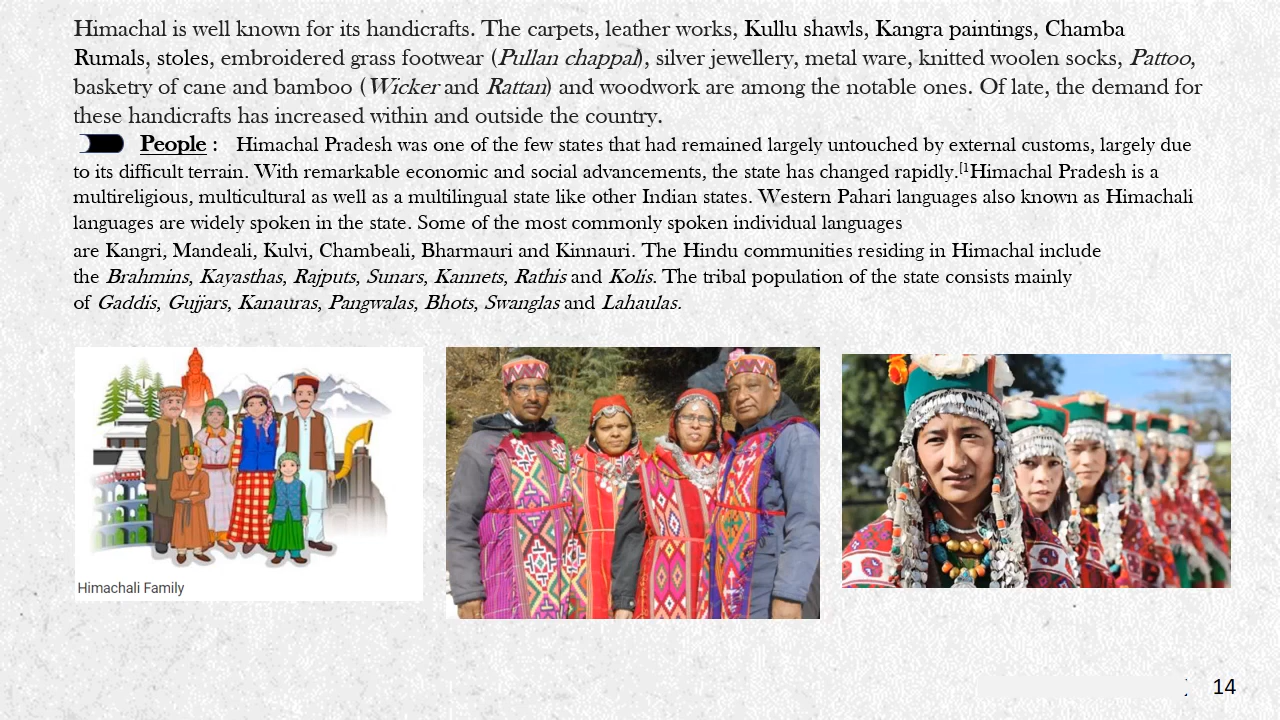 Himachal is well known for its handicrafts. The carpets, leather works, Kullu shawls, Kangra paintings, Chamba
Rumals, stoles, embroidered grass footwear (Pullan chappal), silver jewellery, metal ware, knitted woolen socks, Pattoo,
basketry of cane and bamboo (Wicker and Rattan) and woodwork are among the notable ones. Of late, the demand for
these handicrafts has increased within and outside the country.
People : Himachal Pradesh was one of the few states that had remained largely untouched by external customs, largely due
to its difficult terrain. With remarkable economic and social advancements, the state has changed rapidly.[1Himachal Pradesh is a
multireligious, multicultural as well as a multilingual state like other Indian states. Western Pahari languages also known as Himachali
languages are widely spoken in the state. Some of the most commonly spoken individual languages
are Kangri, Mandeali, Kulvi, Chambeali, Bharmauri and Kinnauri. The Hindu communities residing in Himachal include
the Brahmins, Kayasthas, Rajputs, Sunars, Kannets, Rathis and Kolis. The tribal population of the state consists mainly
of Gaddis, Gujjars, Kanauras, Pangwalas, Bhots, Swanglas and Lahaulas.
Himachali Family
14